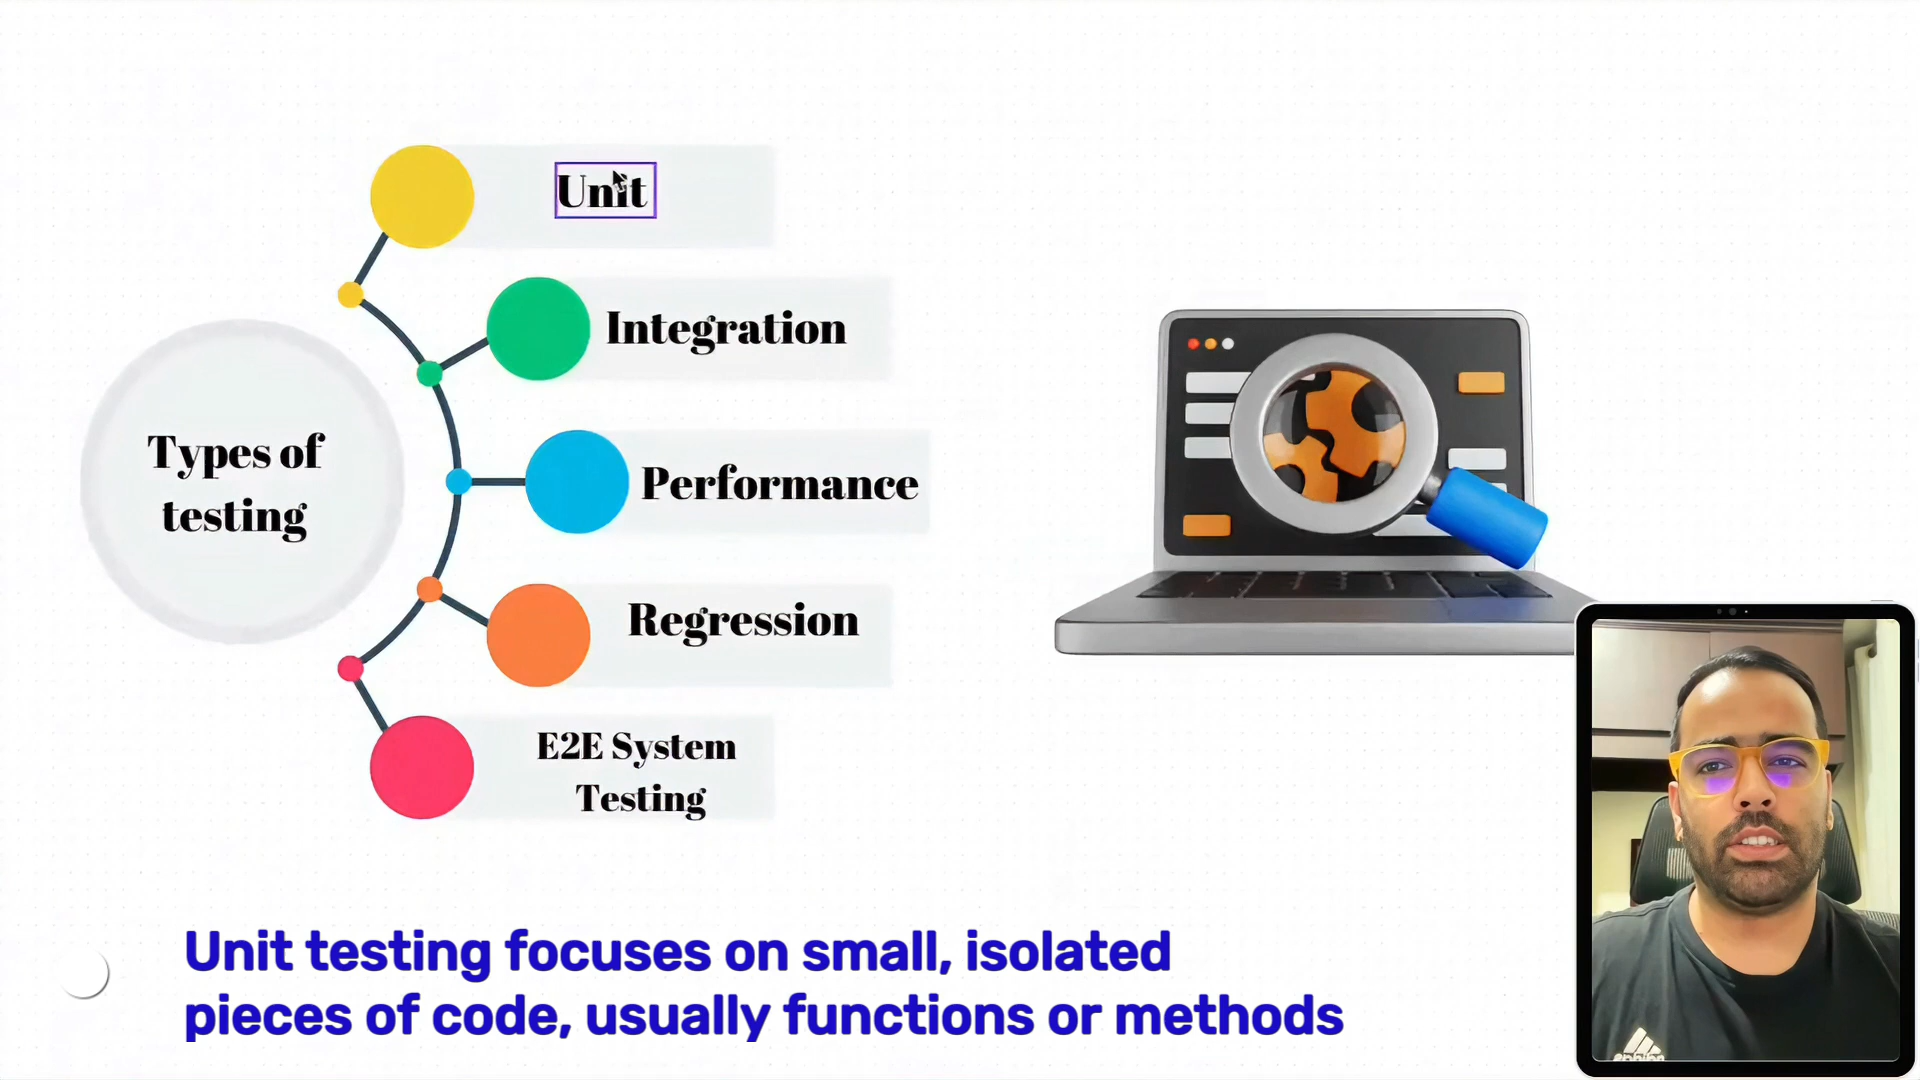 Unit
Integration
Types of
testing
Performance
Regression
E2E System
Testing
Unit testing focuses on small, isolated
pieces of code, usually functions or methods